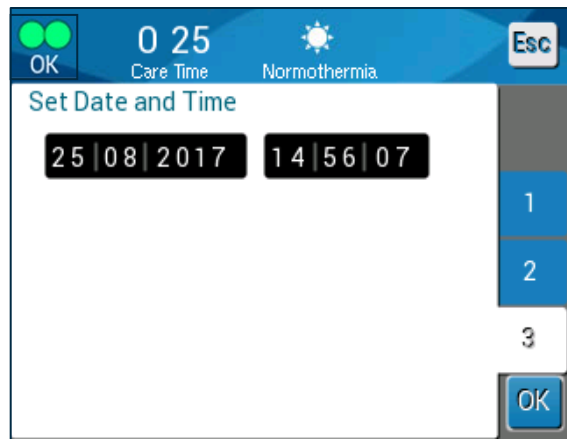 OK
0 25
Care Time
Normothermia
Esc
Set Date and Time
25|08|2017
14|56|07
1
2
3
OK